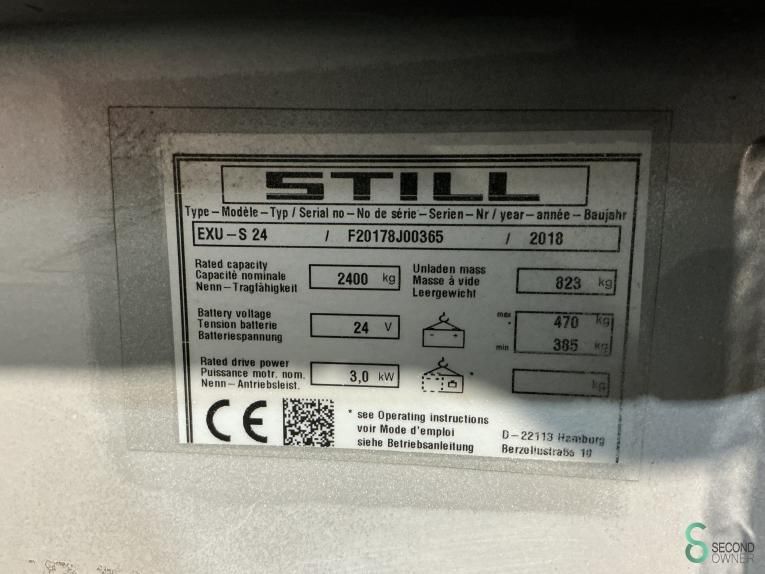 STILL
Type – Modèle – Typ / Serial no – No de série – Serien – Nr / year – année – Baujahr
EXU – S 24 / F20178J00365 / 2018
Rated capacity
Capacité nominale
Nenn – Tragfähigkeit
2400 kg
Unladen mass
Masse à vide
Leergewicht
823 kg
Battery voltage
Tension batterie
Batteriespannung
24 V
max 470 kg
*
min 385 kg
Rated drive power
Puissance motr. nom.
Nenn – Antriebsleist.
3,0 kW
*
kg
CE
* see Operating instructions
voir Mode d'emploi
siehe Betriebsanleitung
D – 22113 Hamburg
Berzeliusstraße 10
SECOND
OWNER